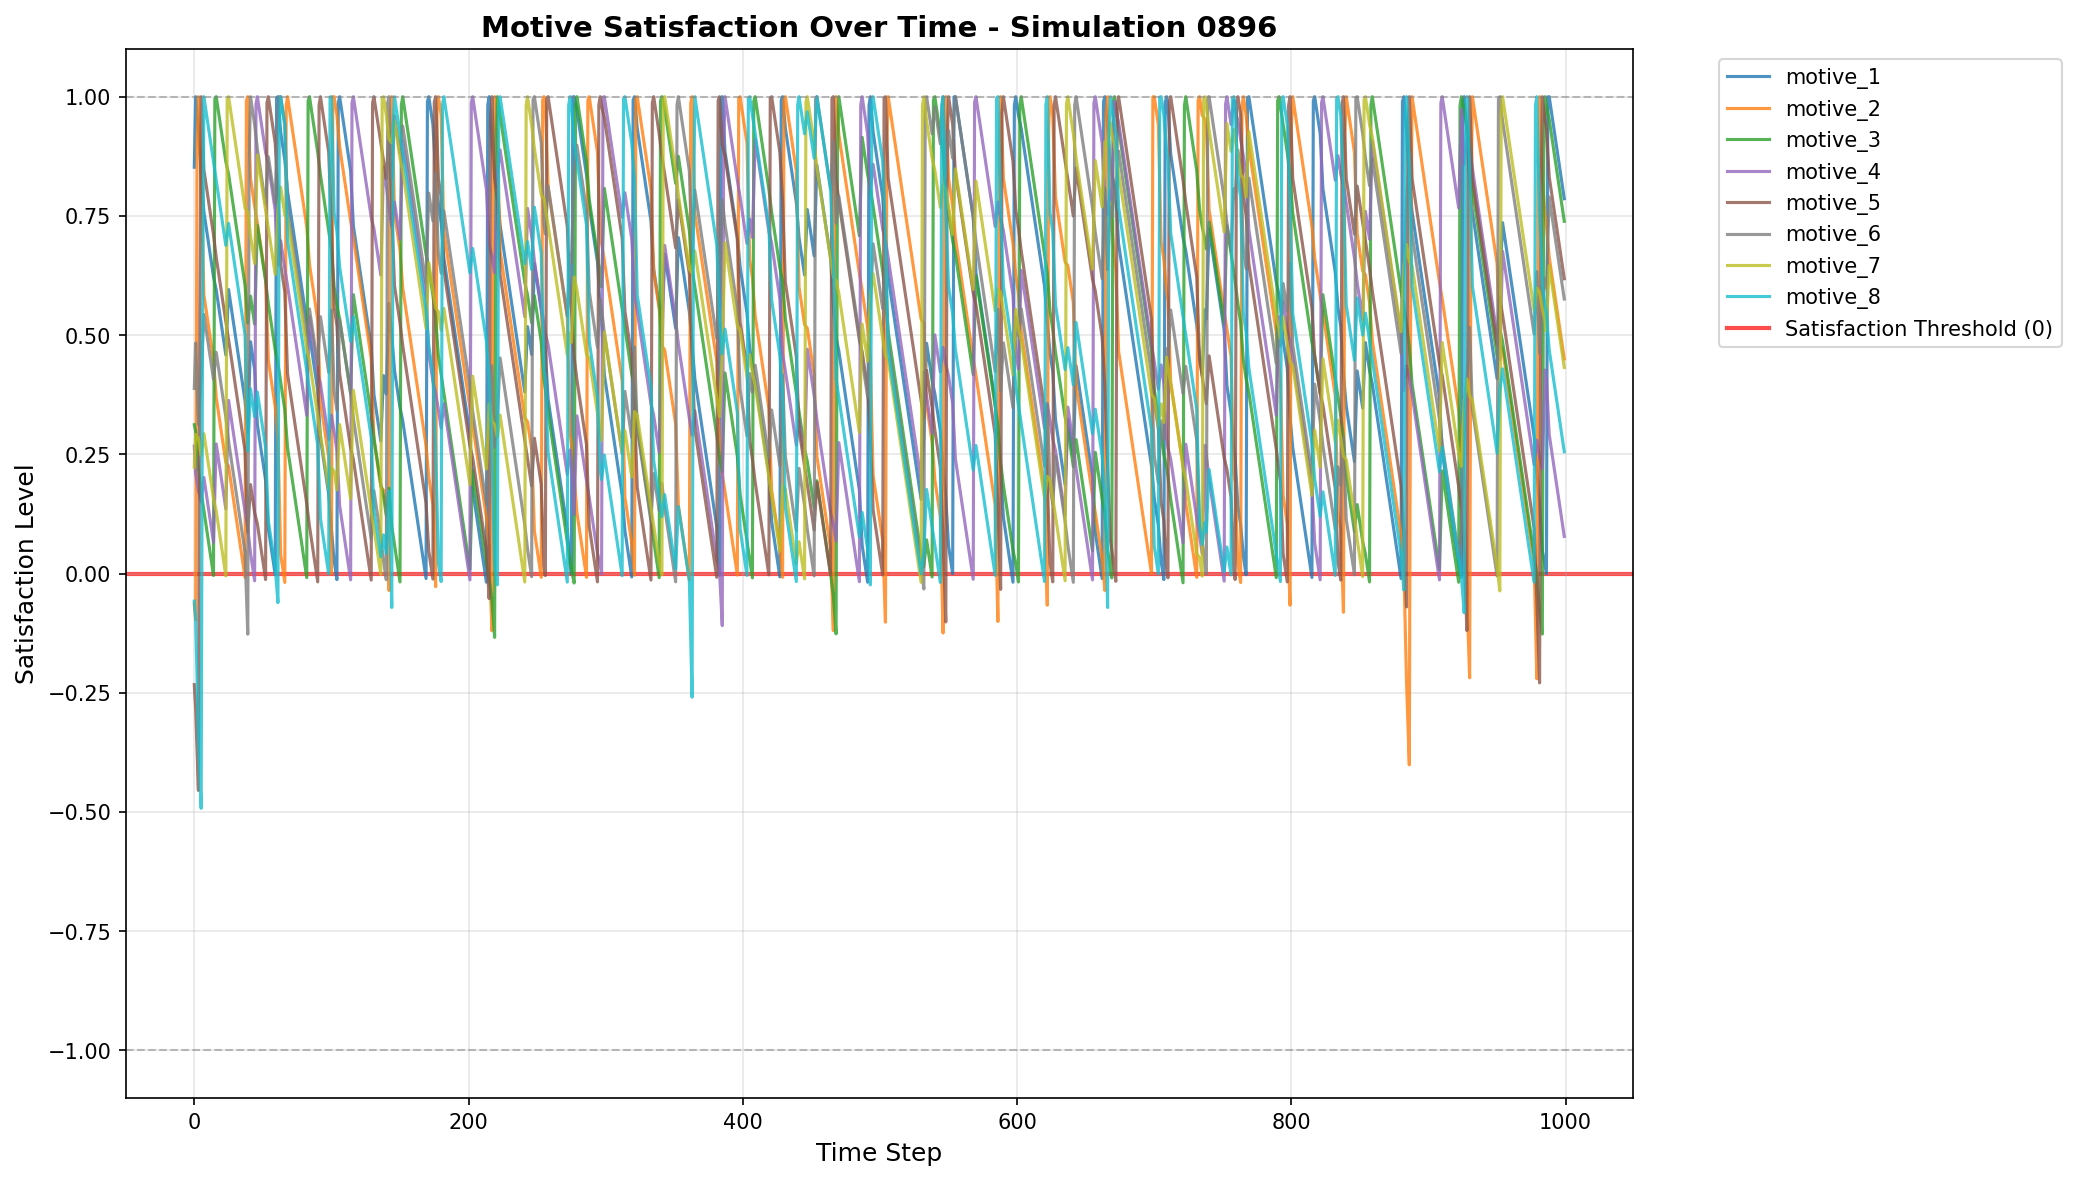 Motive Satisfaction Over Time - Simulation 0896
Satisfaction Level
1.00
0.75
0.50
0.25
0.00
−0.25
−0.50
−0.75
−1.00
0
200
400
600
800
1000
Time Step
motive_1
motive_2
motive_3
motive_4
motive_5
motive_6
motive_7
motive_8
Satisfaction Threshold (0)